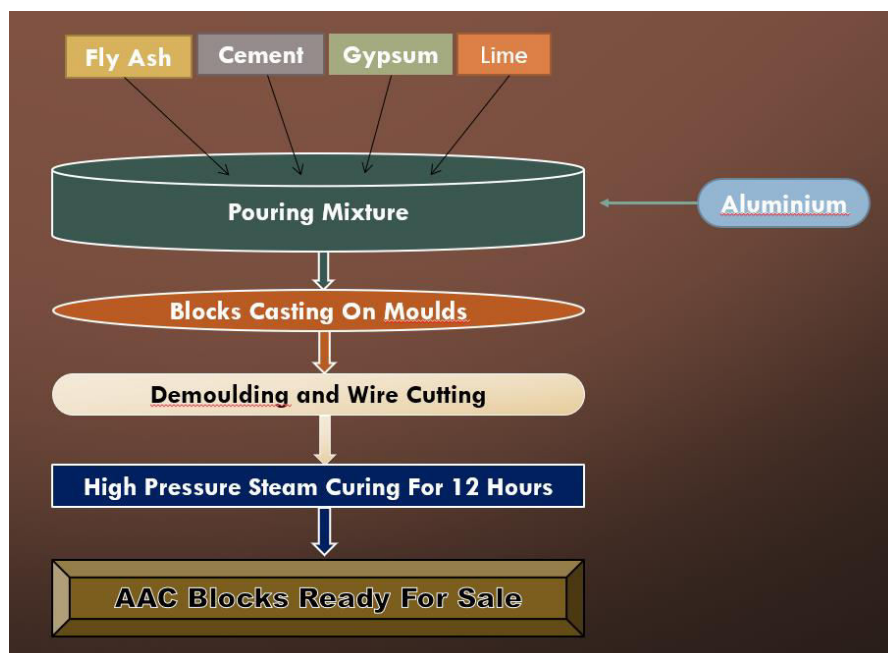 Fly Ash
Cement
Gypsum
Lime
Pouring Mixture
Aluminium
Blocks Casting On Moulds
Demoulding and Wire Cutting
High Pressure Steam Curing For 12 Hours
AAC Blocks Ready For Sale